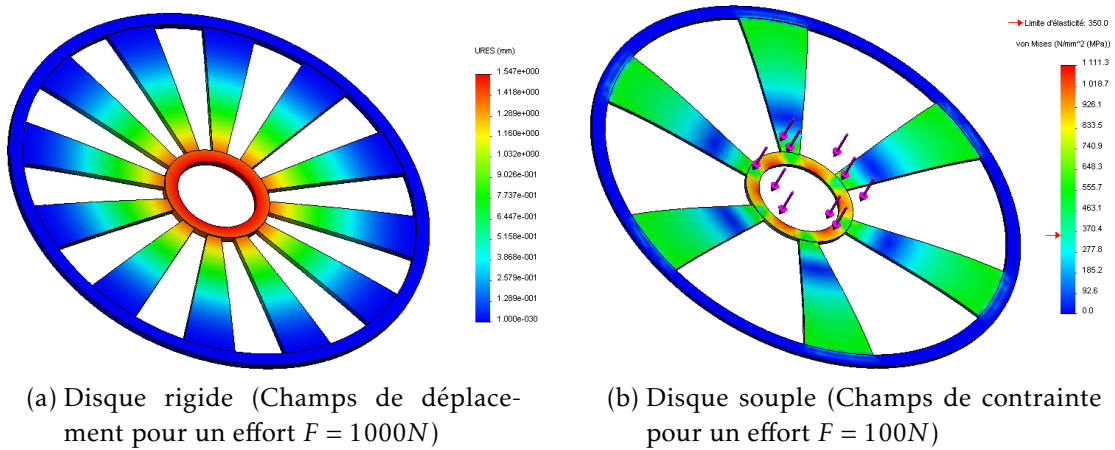 URES (mm)
1.547e+000
1.418e+000
1.289e+000
1.160e+000
1.032e+000
9.026e-001
7.737e-001
6.447e-001
5.158e-001
3.868e-001
2.579e-001
1.289e-001
1.000e-030
Limite d'élasticité: 350.0
von Mises (N/mm^2 (MPa))
1 111.3
1 018.7
926.1
833.5
740.9
648.3
555.7
463.1
370.4
277.8
185.2
92.6
0.0
(a) Disque rigide (Champs de déplace-
ment pour un effort F = 1000N)
(b) Disque souple (Champs de contrainte
pour un effort F = 100N)